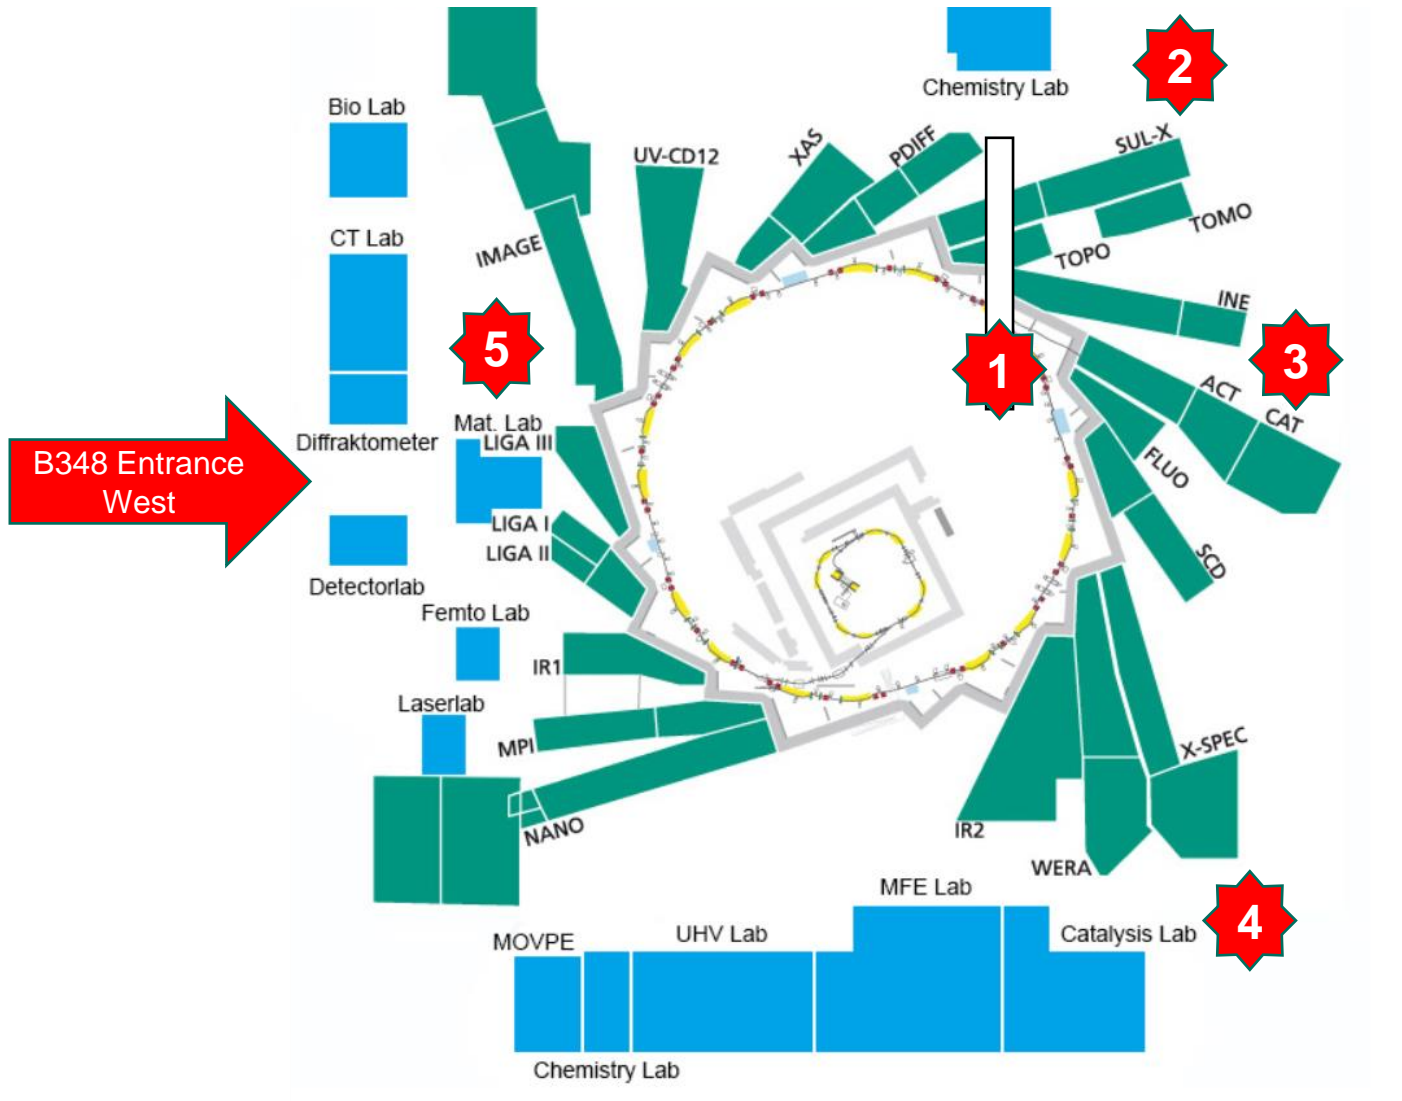 2
Chemistry Lab
Bio Lab
XAS
PDIFF
SUL-X
UV-CD12
TOMO
CT Lab
IMAGE
TOPO
INE
5
1
3
ACT
CAT
Mat. Lab
LIGA III
Diffraktometer
B348 Entrance
West
FLUO
LIGA I
LIGA II
SCD
Detectorlab
Femto Lab
IR1
Laserlab
MPI
X-SPEC
NANO
IR2
WERA
MFE Lab
4
MOVPE
UHV Lab
Catalysis Lab
Chemistry Lab